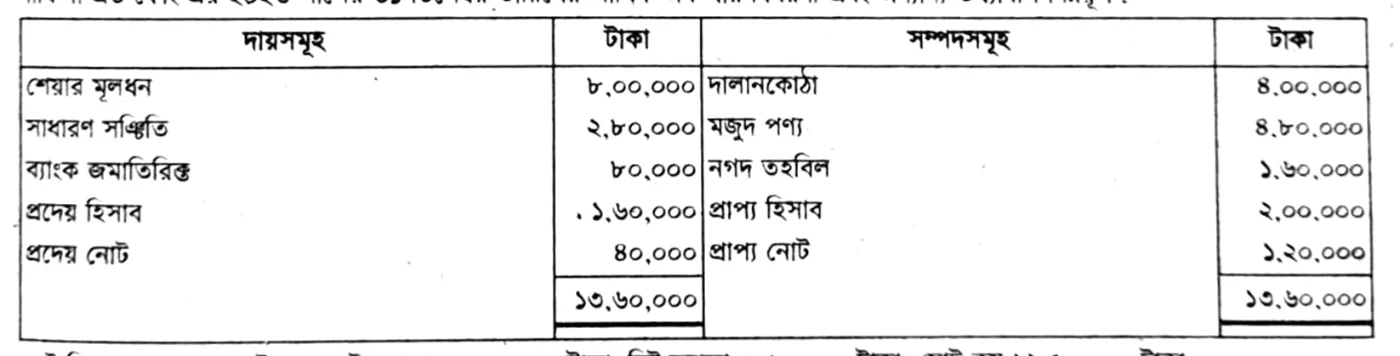 দায়সমূহ টাকা সম্পদসমূহ টাকা
শেয়ার মূলধন ৮,০০,০০০ দালানকোঠা ৪,০০,০০০
সাধারণ সঞ্চিতি ২,৮০,০০০ মজুদ পণ্য ৪,৮০,০০০
ব্যাংক জমাতিরিক্ত ৮০,০০০ নগদ তহবিল ১,৬০,০০০
প্রদেয় হিসাব ১,৬০,০০০ প্রাপ্য হিসাব ২,০০,০০০
প্রদেয় নোট ৪০,০০০ প্রাপ্য নোট ১,২০,০০০
১৩,৬০,০০০ ১৩,৬০,০০০